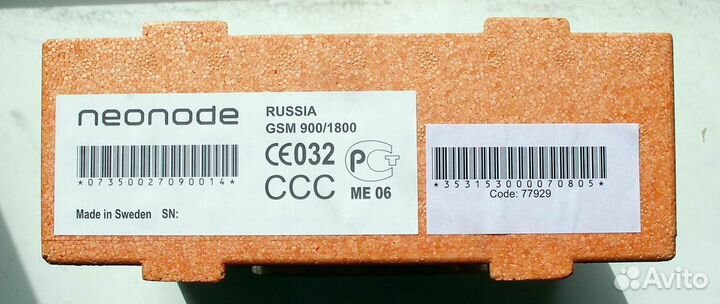 neonode
*07350027090014*
Made in Sweden SN:
RUSSIA
GSM 900/1800
CE032 PCT
CCC ME 06
*353153000070805*
Code: 77929
Avito